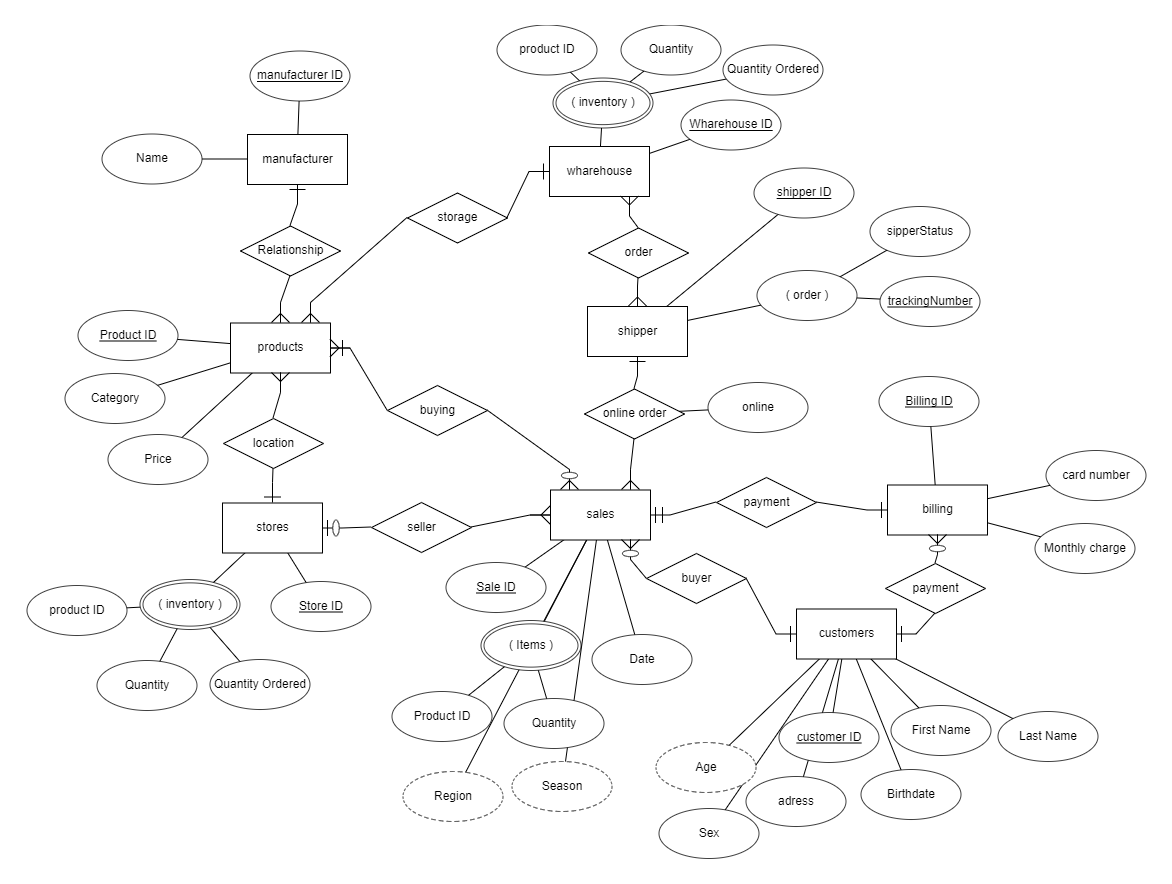 product ID
Quantity
Quantity Ordered
manufacturer ID
( inventory )
Wharehouse ID
Name
manufacturer
wharehouse
shipper ID
storage
sipperStatus
Relationship
order
( order )
trackingNumber
Product ID
products
shipper
Category
buying
online order
online
Billing ID
Price
location
card number
stores
seller
sales
payment
billing
Monthly charge
Sale ID
buyer
payment
product ID
( inventory )
Store ID
customers
( Items )
Date
Quantity
Quantity Ordered
Product ID
Quantity
customer ID
First Name
Last Name
Age
Region
Season
adress
Birthdate
Sex